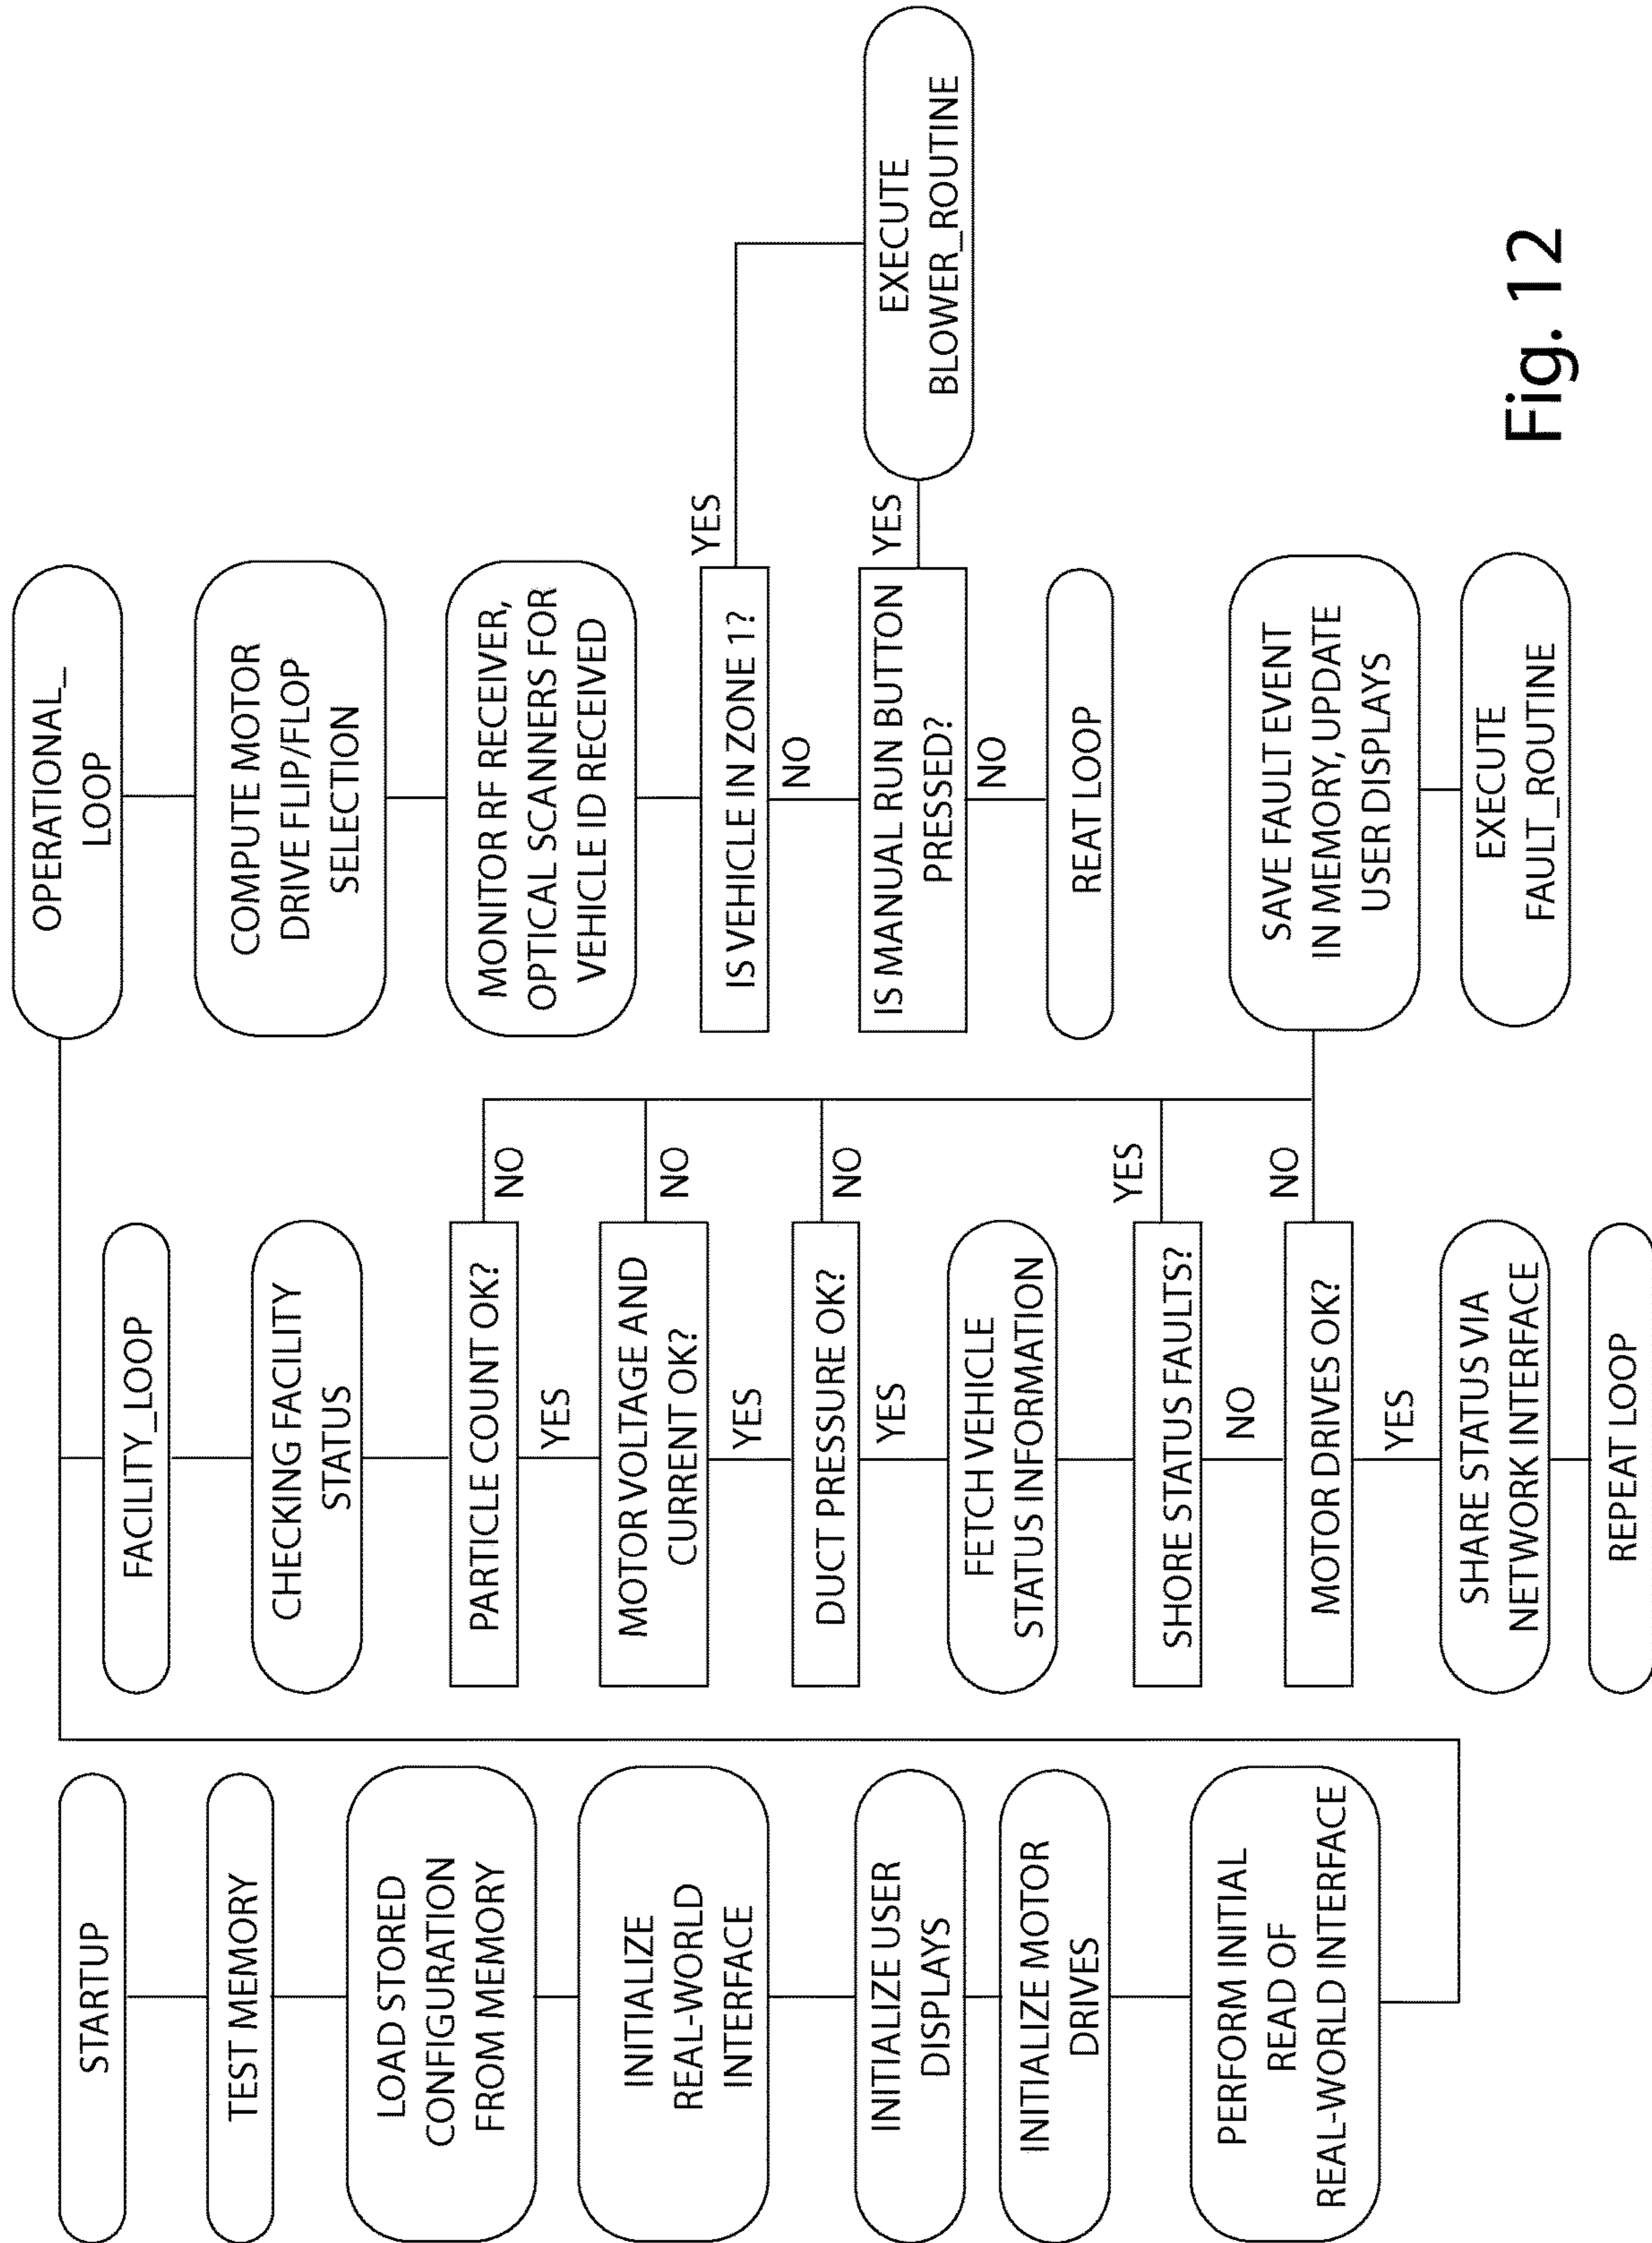 STARTUP
TEST MEMORY
LOAD STORED
CONFIGURATION
FROM MEMORY
INITIALIZE
REAL-WORLD
INTERFACE
INITIALIZE USER
DISPLAYS
INITIALIZE MOTOR
DRIVES
PERFORM INITIAL
READ OF
REAL-WORLD INTERFACE
FACILITY_LOOP
CHECKING FACILITY
STATUS
PARTICLE COUNT OK?
NO
YES
MOTOR VOLTAGE AND
CURRENT OK?
NO
YES
DUCT PRESSURE OK?
NO
YES
FETCH VEHICLE
STATUS INFORMATION
SHORE STATUS FAULTS?
YES
NO
MOTOR DRIVES OK?
NO
YES
SHARE STATUS VIA
NETWORK INTERFACE
REPEAT LOOP
OPERATIONAL_
LOOP
COMPUTE MOTOR
DRIVE FLIP/FLOP
SELECTION
MONITOR RF RECEIVER,
OPTICAL SCANNERS FOR
VEHICLE ID RECEIVED
IS VEHICLE IN ZONE 1?
YES
NO
IS MANUAL RUN BUTTON
PRESSED?
YES
NO
REAT LOOP
SAVE FAULT EVENT
IN MEMORY, UPDATE
USER DISPLAYS
EXECUTE
FAULT_ROUTINE
EXECUTE
BLOWER_ROUTINE
Fig. 12